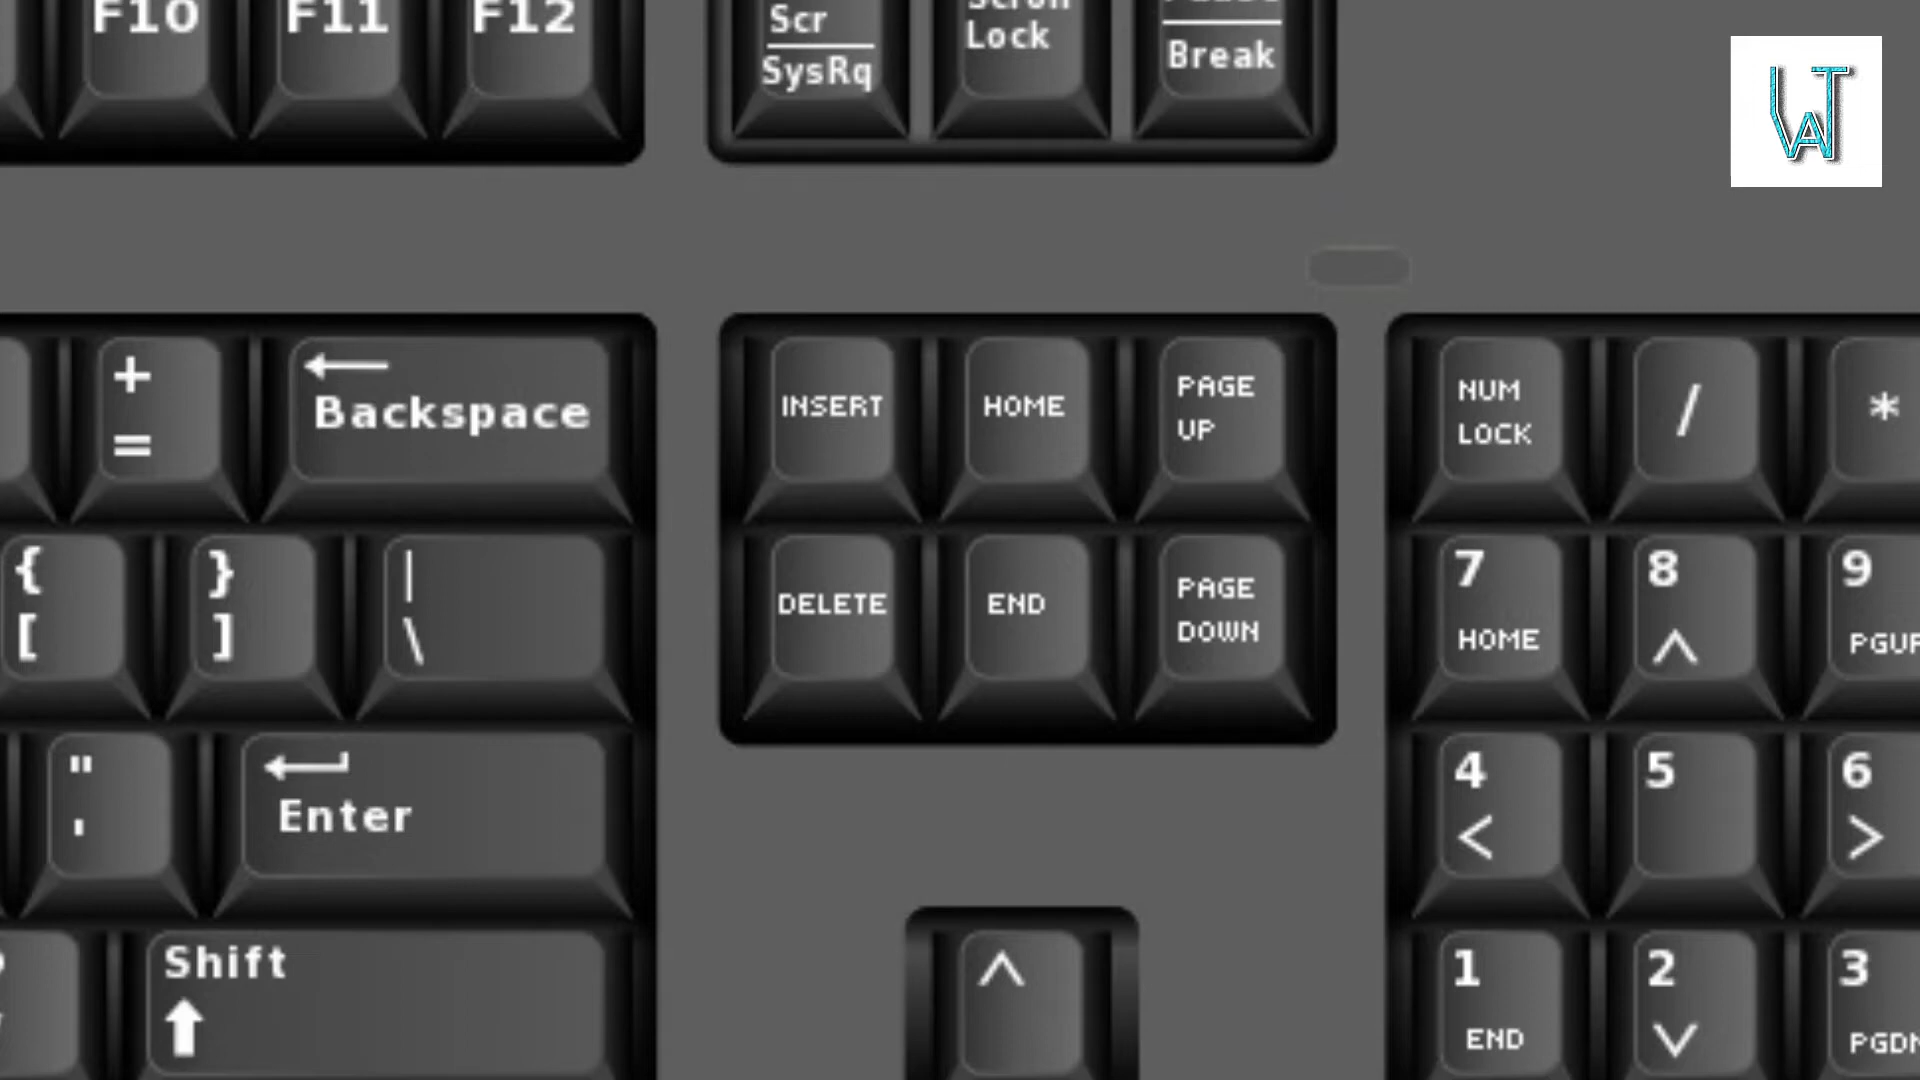 F10 F11 F12
Scr
SysRq
Lock
Break
+
=
Backspace
INSERT
HOME
PAGE
UP
NUM
LOCK
/
*
{
[
}
]
|
\
DELETE
END
PAGE
DOWN
7
HOME
8
9
"
'
Enter
4
<
5
6
>
Shift
^
1
END
2
3